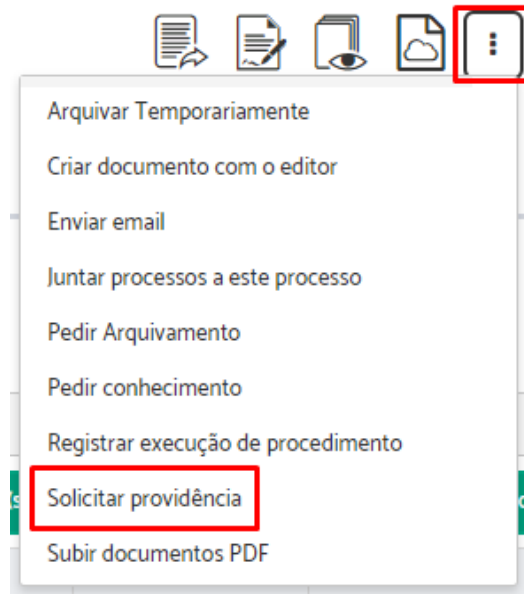 Arquivar Temporariamente
Criar documento com o editor
Enviar email
Juntar processos a este processo
Pedir Arquivamento
Pedir conhecimento
Registrar execução de procedimento
Solicitar providência
Subir documentos PDF